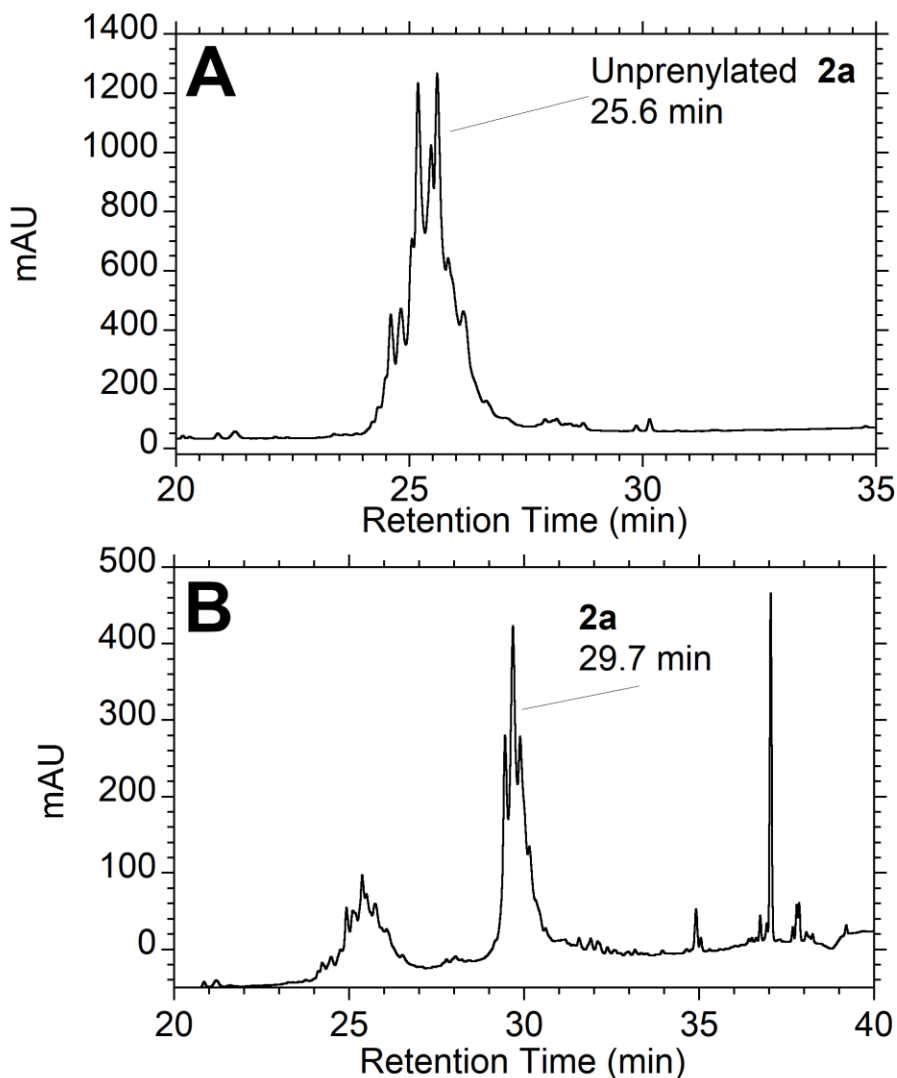 A
Unprenylated 2a
25.6 min
1400
1200
1000
800
600
400
200
0
mAU
20 25 30 35
Retention Time (min)
B
2a
29.7 min
500
400
300
200
100
0
mAU
20 25 30 35 40
Retention Time (min)